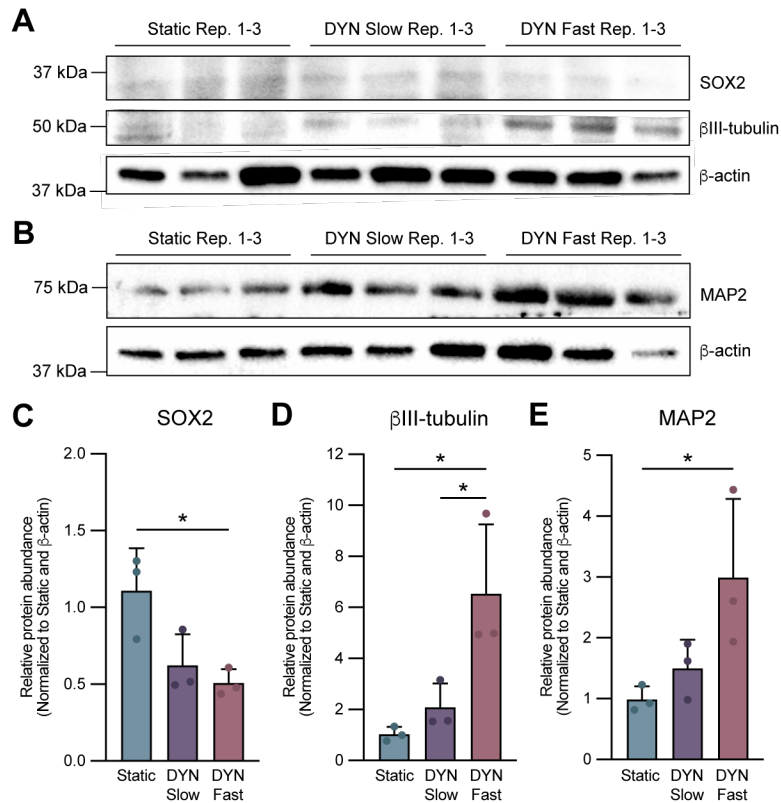 A
Static Rep. 1-3 DYN Slow Rep. 1-3 DYN Fast Rep. 1-3
37 kDa
SOX2
50 kDa
βIII-tubulin
β-actin
37 kDa
B
Static Rep. 1-3 DYN Slow Rep. 1-3 DYN Fast Rep. 1-3
75 kDa
MAP2
β-actin
37 kDa
C
SOX2
Relative protein abundance
(Normalized to Static and β-actin)
2.0
1.5
1.0
0.5
0.0
*
Static
DYN
Slow
DYN
Fast
D
βIII-tubulin
Relative protein abundance
(Normalized to Static and β-actin)
12
10
8
6
4
2
0
*
*
Static
DYN
Slow
DYN
Fast
E
MAP2
Relative protein abundance
(Normalized to Static and β-actin)
5
4
3
2
1
0
*
Static
DYN
Slow
DYN
Fast